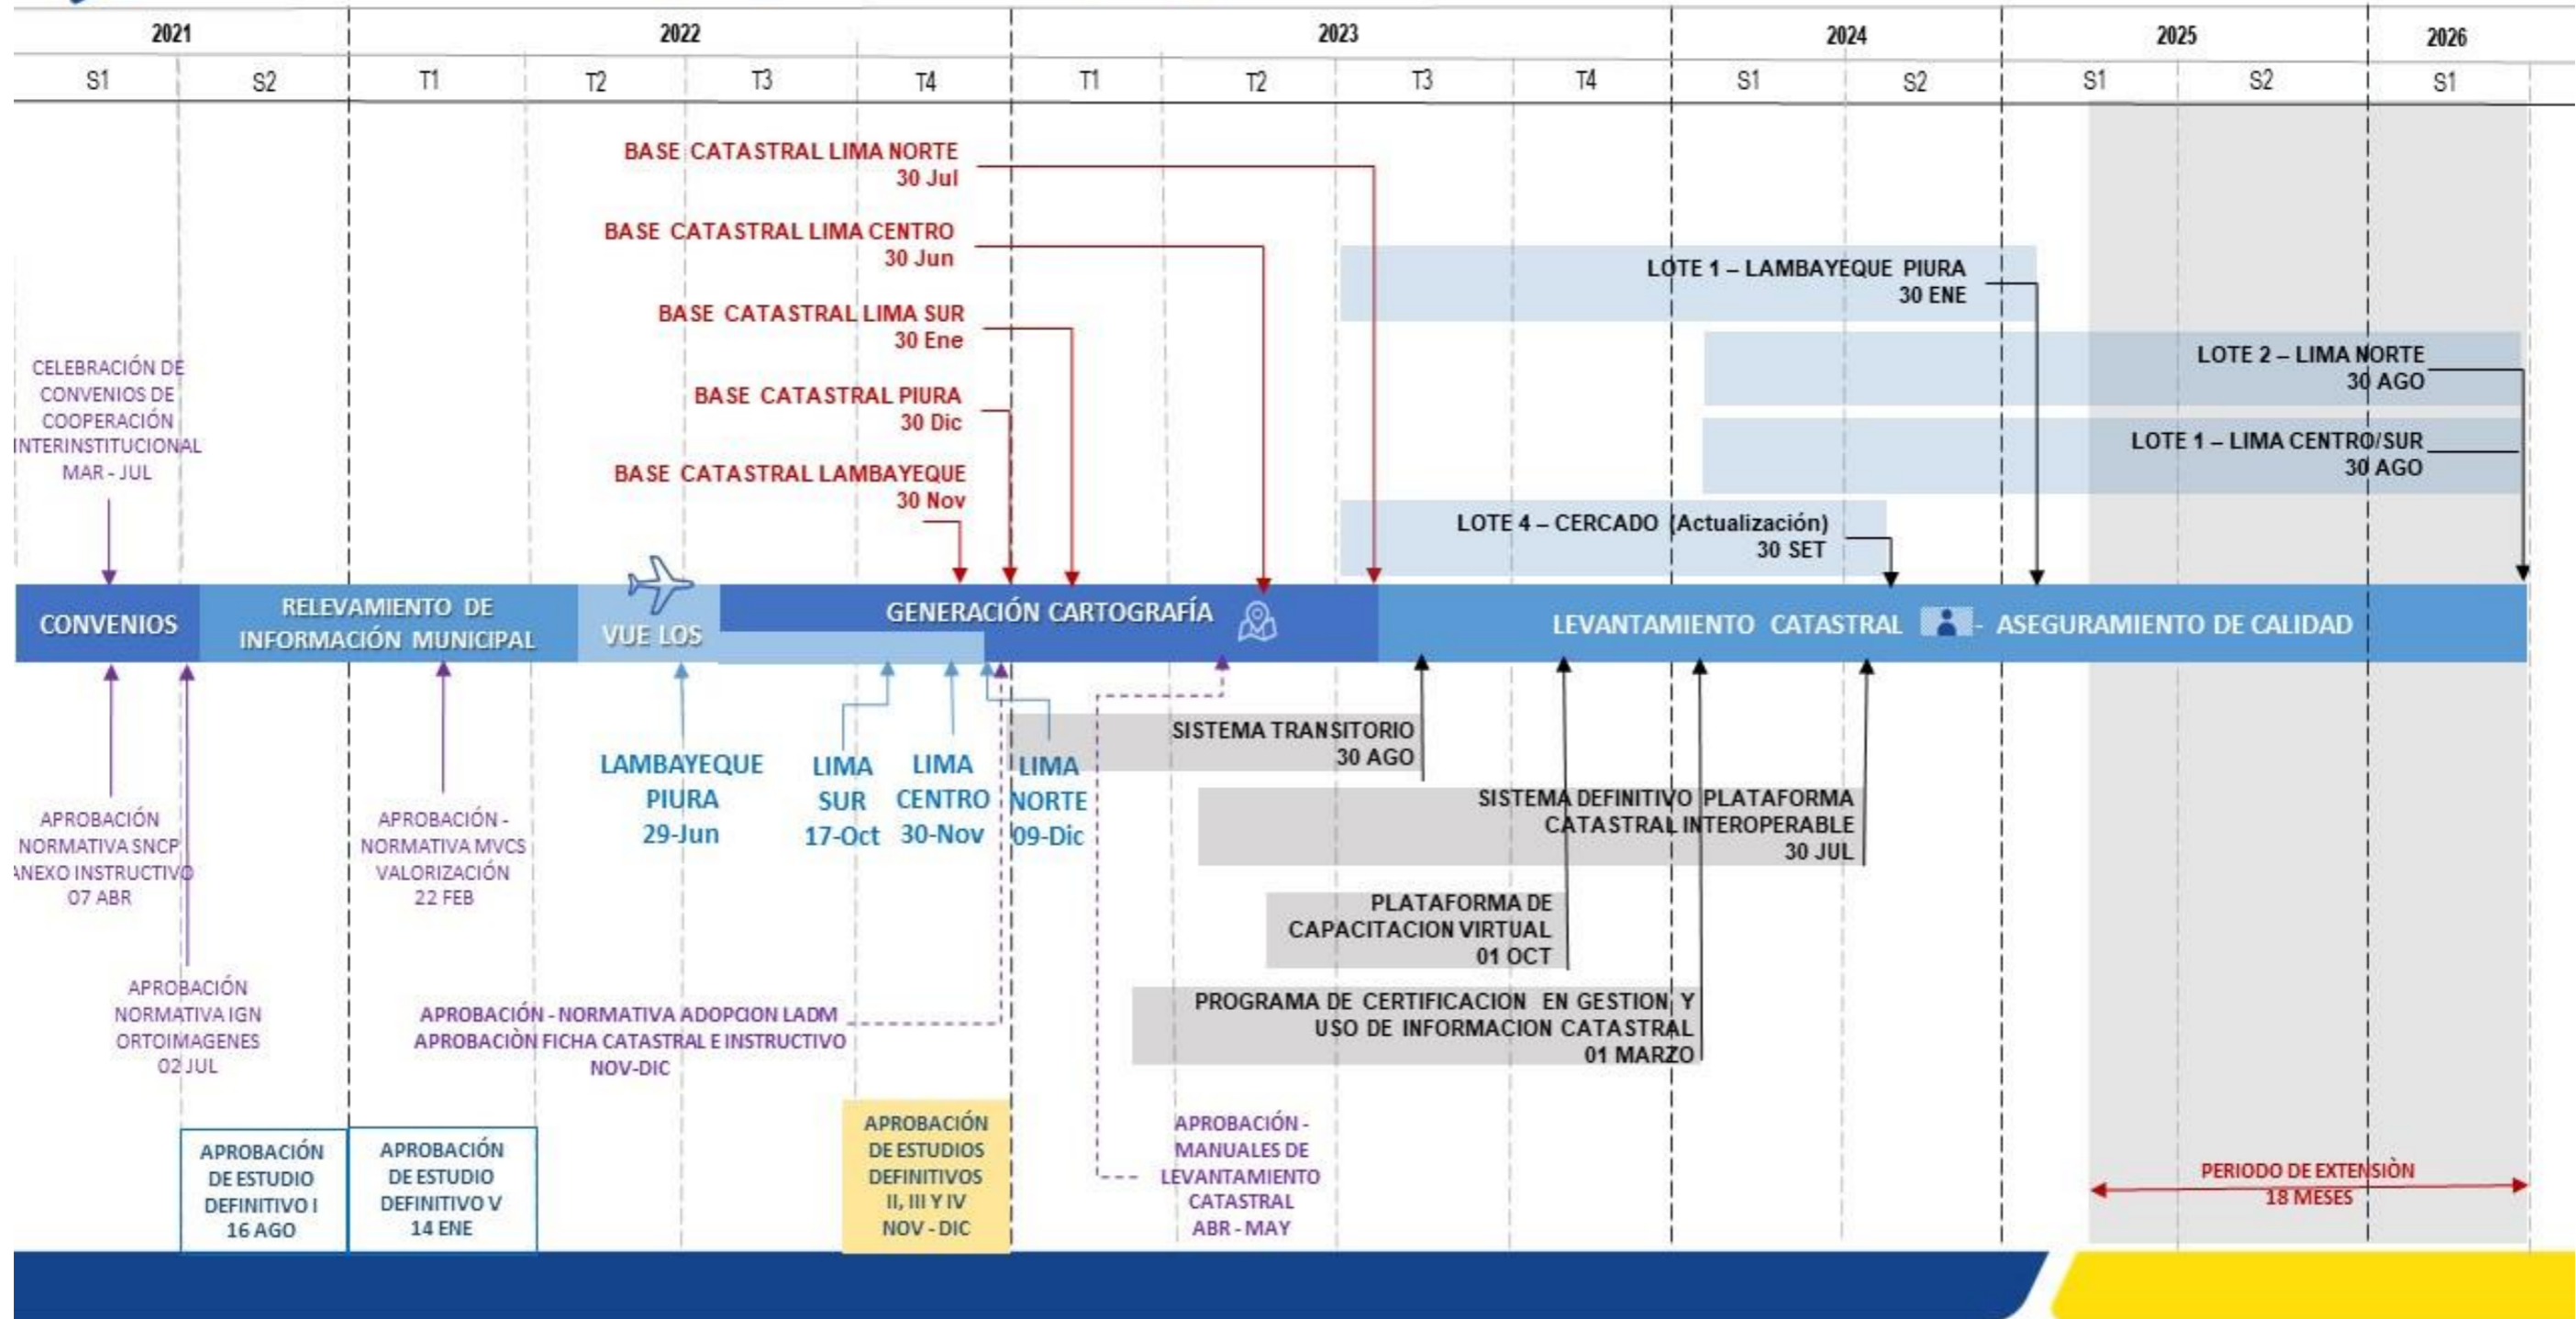 2021
2022
2023
2024
2025
2026
S1
S2
T1
T2
T3
T4
T1
T2
T3
T4
S1
S2
S1
S2
S1
BASE CATASTRAL LIMA NORTE
30 Jul
BASE CATASTRAL LIMA CENTRO
30 Jun
BASE CATASTRAL LIMA SUR
30 Ene
BASE CATASTRAL PIURA
30 Dic
BASE CATASTRAL LAMBAYEQUE
30 Nov
LOTE 1 – LAMBAYEQUE PIURA
30 ENE
LOTE 2 – LIMA NORTE
30 AGO
LOTE 1 – LIMA CENTRO/SUR
30 AGO
LOTE 4 – CERCADO (Actualización)
30 SET
CELEBRACIÓN DE
CONVENIOS DE
COOPERACIÓN
INTERINSTITUCIONAL
MAR - JUL
CONVENIOS
RELEVAMIENTO DE
INFORMACIÓN MUNICIPAL
VUE LOS
GENERACIÓN CARTOGRAFÍA
LEVANTAMIENTO CATASTRAL - ASEGURAMIENTO DE CALIDAD
APROBACIÓN
NORMATIVA SNCP
ANEXO INSTRUCTIVO
07 ABR
APROBACIÓN
NORMATIVA IGN
ORTOIMAGENES
02 JUL
APROBACIÓN -
NORMATIVA MVCS
VALORIZACIÓN
22 FEB
LAMBAYEQUE
PIURA
29-Jun
LIMA
SUR
17-Oct
LIMA
CENTRO
30-Nov
LIMA
NORTE
09-Dic
SISTEMA TRANSITORIO
30 AGO
SISTEMA DEFINITIVO PLATAFORMA
CATASTRAL INTEROPERABLE
30 JUL
PLATAFORMA DE
CAPACITACION VIRTUAL
01 OCT
PROGRAMA DE CERTIFICACION EN GESTION Y
USO DE INFORMACION CATASTRAL
01 MARZO
APROBACIÓN - NORMATIVA ADOPCION LADM
APROBACIÒN FICHA CATASTRAL E INSTRUCTIVO
NOV-DIC
APROBACIÓN
DE ESTUDIO
DEFINITIVO I
16 AGO
APROBACIÓN
DE ESTUDIO
DEFINITIVO V
14 ENE
APROBACIÓN
DE ESTUDIOS
DEFINITIVOS
II, III Y IV
NOV - DIC
APROBACIÓN -
MANUALES DE
LEVANTAMIENTO
CATASTRAL
ABR - MAY
PERIODO DE EXTENSIÒN
18 MESES